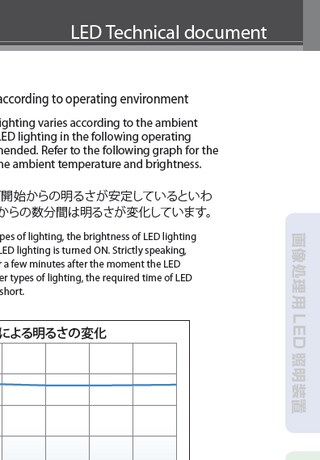 LED Technical document
according to operating environment
ighting varies according to the ambient
LED lighting in the following operating
mended. Refer to the following graph for the
he ambient temperature and brightness.
開始からの明るさが安定しているといわ
からの数分間は明るさが変化しています。
pes of lighting, the brightness of LED lighting
LED lighting is turned ON. Strictly speaking,
r a few minutes after the moment the LED
er types of lighting, the required time of LED
short.
による明るさの変化
画像処理用 LED 照明装置